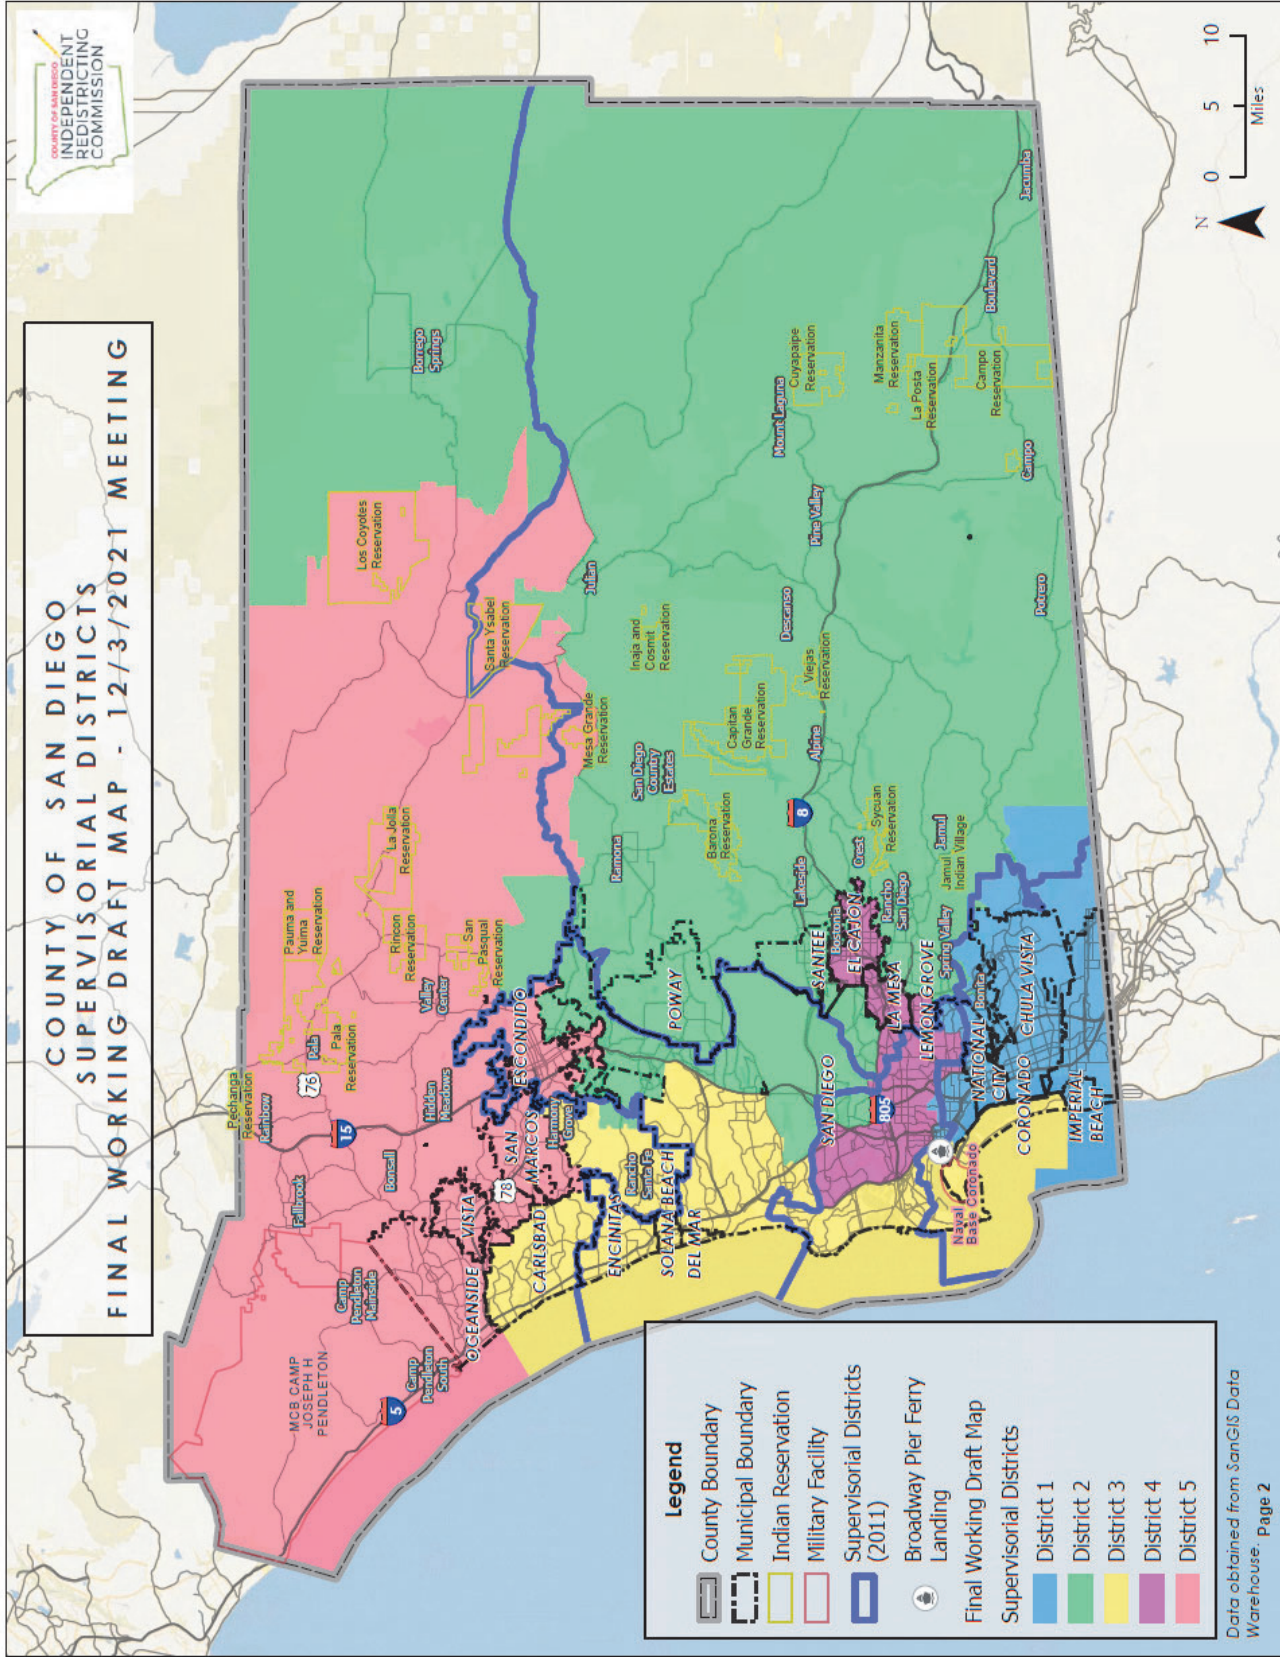 COUNTY OF SAN DIEGO
SUPERVISORIAL DISTRICTS
FINAL WORKING DRAFT MAP - 12/3/2021 MEETING
COUNTY OF SAN DIEGO
INDEPENDENT
REDISTRICTING
COMMISSION
MCB CAMP
JOSEPH H
PENDLETON
Camp
Pendleton
Mainside
Camp
Pendleton
South
5
Fallbrook
Rainbow
Pechanga
Reservation
76
Pala
Pala
Reservation
Pauma and
Yuima
Reservation
15
Bonsall
Hidden
Meadows
Valley
Center
Rincon
Reservation
La Jolla
Reservation
San
Pasqual
Reservation
Los Coyotes
Reservation
Borrego
Springs
Santa Ysabel
Reservation
Mesa Grande
Reservation
Julian
OCEANSIDE
VISTA
SAN
MARCOS
78
ESCONDIDO
Harmony
Grove
CARLSBAD
ENCINITAS
Rancho
Santa Fe
SOLANA BEACH
DEL MAR
POWAY
Ramona
San Diego
Country
Estates
Inaja and
Cosmit
Reservation
Barona
Reservation
Capitan
Grande
Reservation
Viejas
Reservation
Descanso
Pine Valley
Mount Laguna
Cuyapaipe
Reservation
Manzanita
Reservation
La Posta
Reservation
Campo
Reservation
Boulevard
Jacumba
Campo
Potrero
Alpine
8
Lakeside
SANTEE
Bostonia
EL CAJON
Crest
Sycuan
Reservation
Rancho
San Diego
LA MESA
LEMON GROVE
Spring Valley
Jamul
Jamul
Indian Village
SAN DIEGO
805
NATIONAL
CITY
Bonita
CORONADO
CHULA VISTA
IMPERIAL
BEACH
Naval
Base Coronado
Legend
County Boundary
Municipal Boundary
Indian Reservation
Military Facility
Supervisorial Districts
(2011)
Broadway Pier Ferry
Landing
Final Working Draft Map
Supervisorial Districts
District 1
District 2
District 3
District 4
District 5
N
0 5 10
Miles
Data obtained from SanGIS Data
Warehouse. Page 2